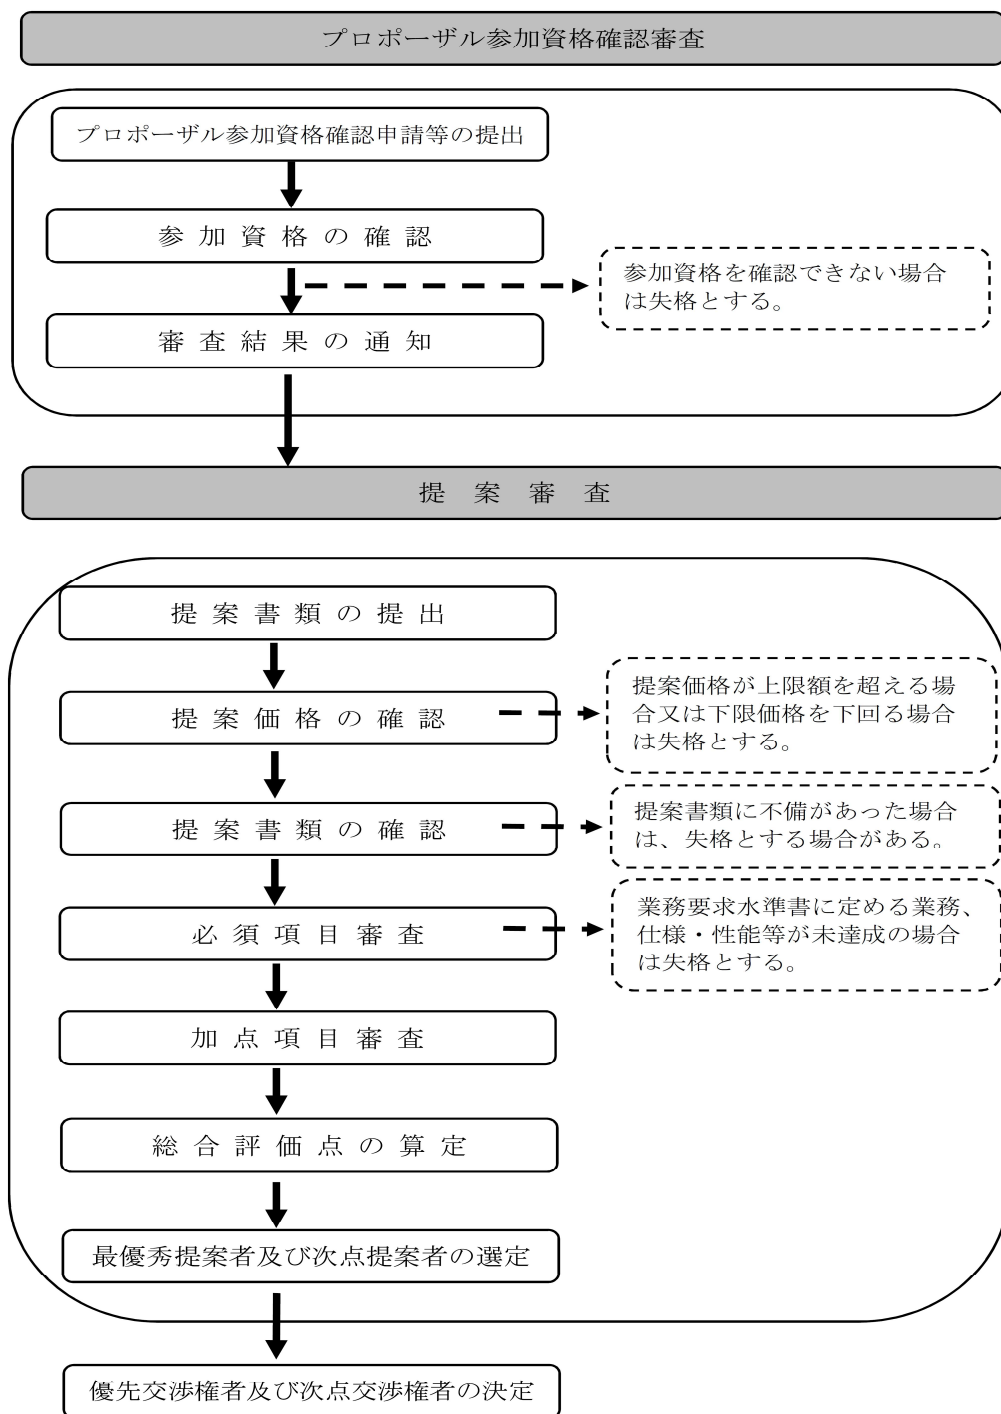 プロポーザル参加資格確認審査
プロポーザル参加資格確認申請等の提出
参加資格の確認
参加資格を確認できない場合
は失格とする。
審査結果の通知
提案審査
提案書類の提出
提案価格の確認
提案価格が上限額を超える場
合又は下限価格を下回る場合
は失格とする。
提案書類の確認
提案書類に不備があった場合
は、失格とする場合がある。
必須項目審査
業務要求水準書に定める業務、
仕様・性能等が未達成の場合
は失格とする。
加点項目審査
総合評価点の算定
最優秀提案者及び次点提案者の選定
優先交渉権者及び次点交渉権者の決定